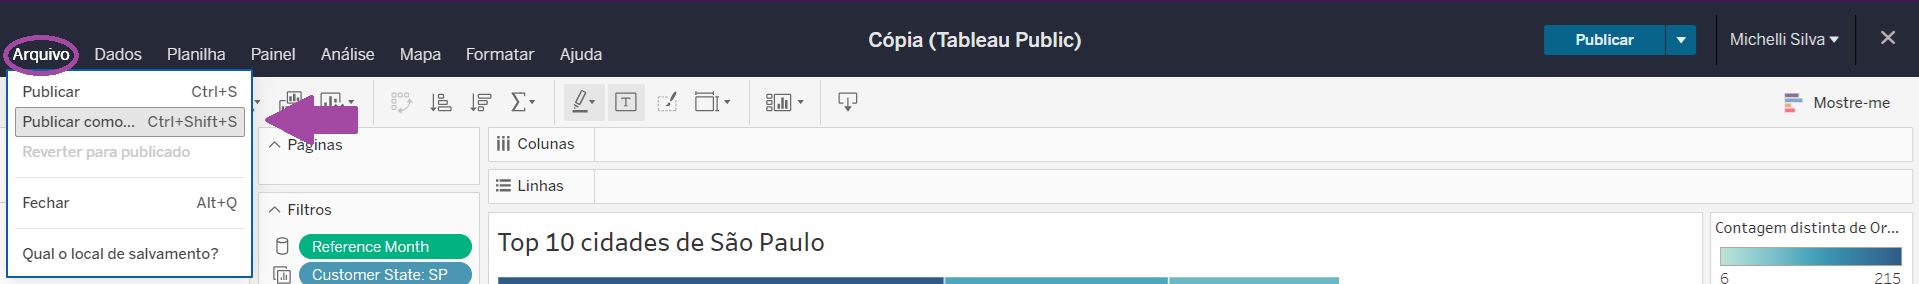 Cópia (Tableau Public)
Publicar
Michelli Silva
Arquivo Dados Planilha Painel Análise Mapa Formatar Ajuda
Publicar Ctrl+S
Publicar como... Ctrl+Shift+S
Reverter para publicado
Fechar Alt+Q
Qual o local de salvamento?
Mostre-me
Páginas
Filtros
Reference Month
Customer State: SP
Colunas
Linhas
Top 10 cidades de São Paulo
Contagem distinta de Or...
6 215